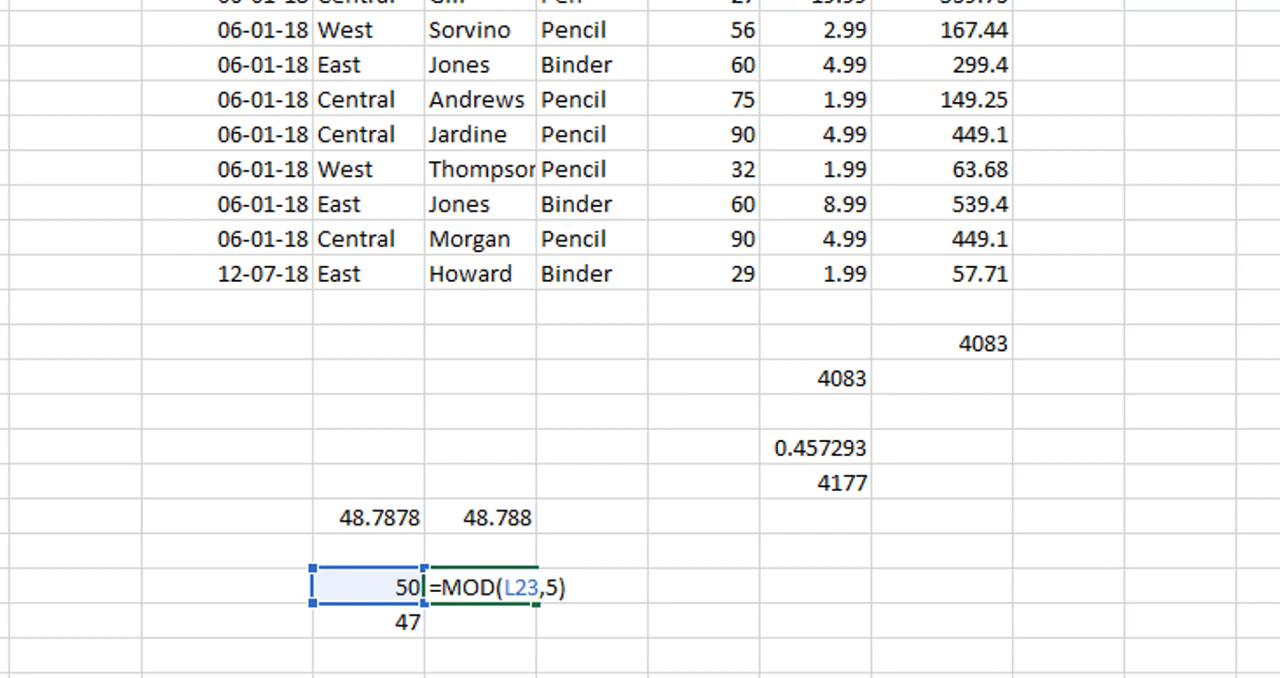 06-01-18 West Sorvino Pencil 56 2.99 167.44
06-01-18 East Jones Binder 60 4.99 299.4
06-01-18 Central Andrews Pencil 75 1.99 149.25
06-01-18 Central Jardine Pencil 90 4.99 449.1
06-01-18 West Thompson Pencil 32 1.99 63.68
06-01-18 East Jones Binder 60 8.99 539.4
06-01-18 Central Morgan Pencil 90 4.99 449.1
12-07-18 East Howard Binder 29 1.99 57.71
4083
4083
0.457293
4177
48.7878 48.788
50 =MOD(L23,5)
47